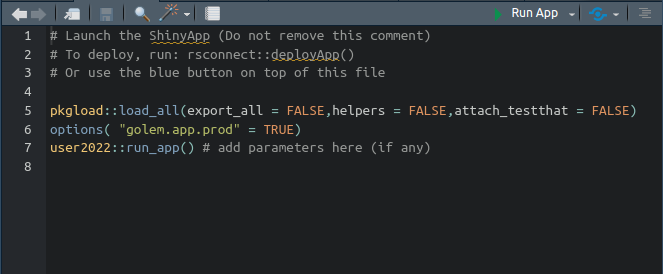 Run App
1 # Launch the ShinyApp (Do not remove this comment)
2 # To deploy, run: rsconnect::deployApp()
3 # Or use the blue button on top of this file
4
5 pkgload::load_all(export_all = FALSE,helpers = FALSE,attach_testthat = FALSE)
6 options( "golem.app.prod" = TRUE)
7 user2022::run_app() # add parameters here (if any)
8